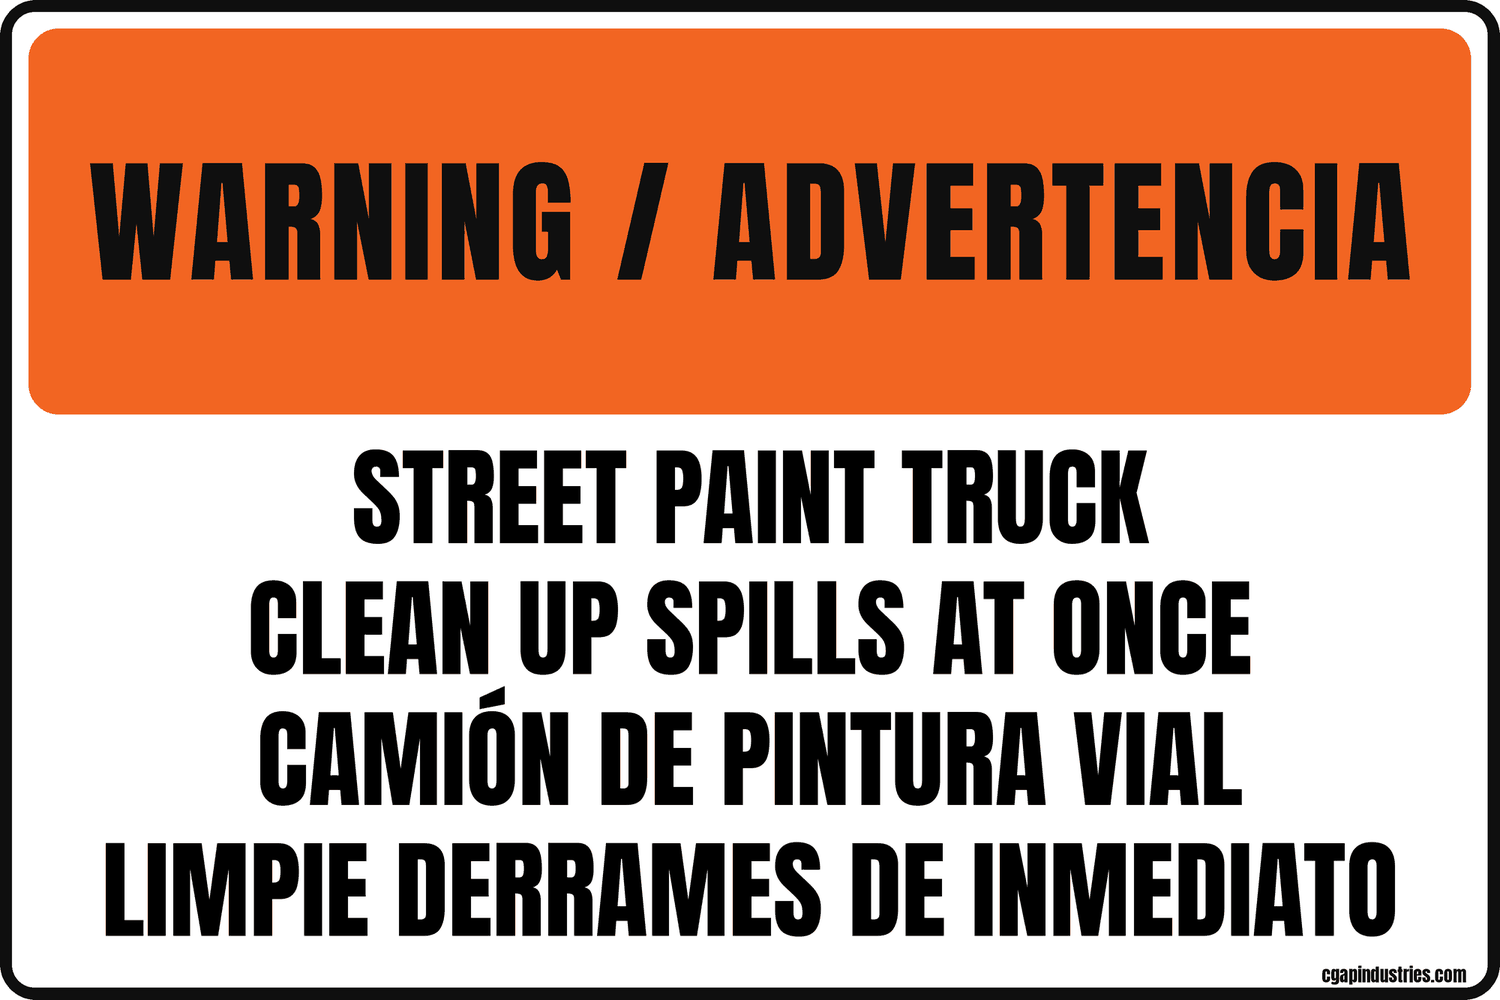 WARNING / ADVERTENCIA
STREET PAINT TRUCK
CLEAN UP SPILLS AT ONCE
CAMIÓN DE PINTURA VIAL
LIMPIE DERRAMES DE INMEDIATO
cgapindustries.com